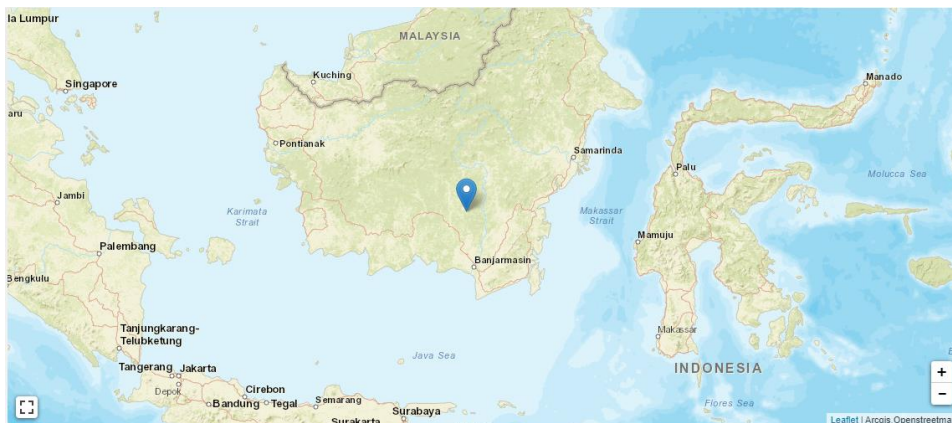 la Lumpur
MALAYSIA
Kuching
Singapore
Manado
aru
Pontianak
Samarinda
Palu
Molucca Sea
Jambi
Karimata
Strait
Makassar
Strait
Mamuju
Palembang
Banjarmasin
Bengkulu
Tanjungkarang-
Telubketung
Makassar
Java Sea
INDONESIA
Tangerang
Jakarta
Depok
Cirebon
Bandung
Tegal
Semarang
Surabaya
Surakarta
Flores Sea
+
−
Leaflet | Arcgis Openstreetma